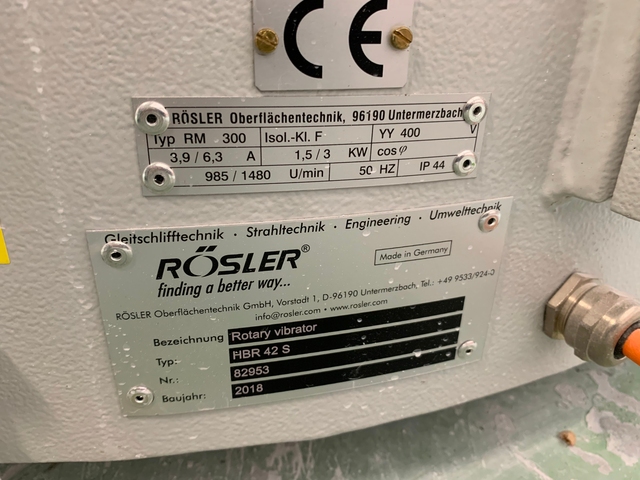 CE
RÖSLER Oberflächentechnik, 96190 Untermerzbach
Typ RM 300 Isol.-Kl. F YY 400 V
3,9 / 6,3 A 1,5 / 3 KW cos φ
985 / 1480 U/min 50 HZ IP 44
Gleitschlifftechnik · Strahltechnik · Engineering · Umwelttechnik
RÖSLER®
finding a better way...
Made in Germany
RÖSLER Oberflächentechnik GmbH, Vorstadt 1, D-96190 Untermerzbach, Tel.: +49 9533/924-0
info@rosler.com • www.rosler.com
Bezeichnung Rotary vibrator
Typ: HBR 42 S
Nr.: 82953
Baujahr: 2018